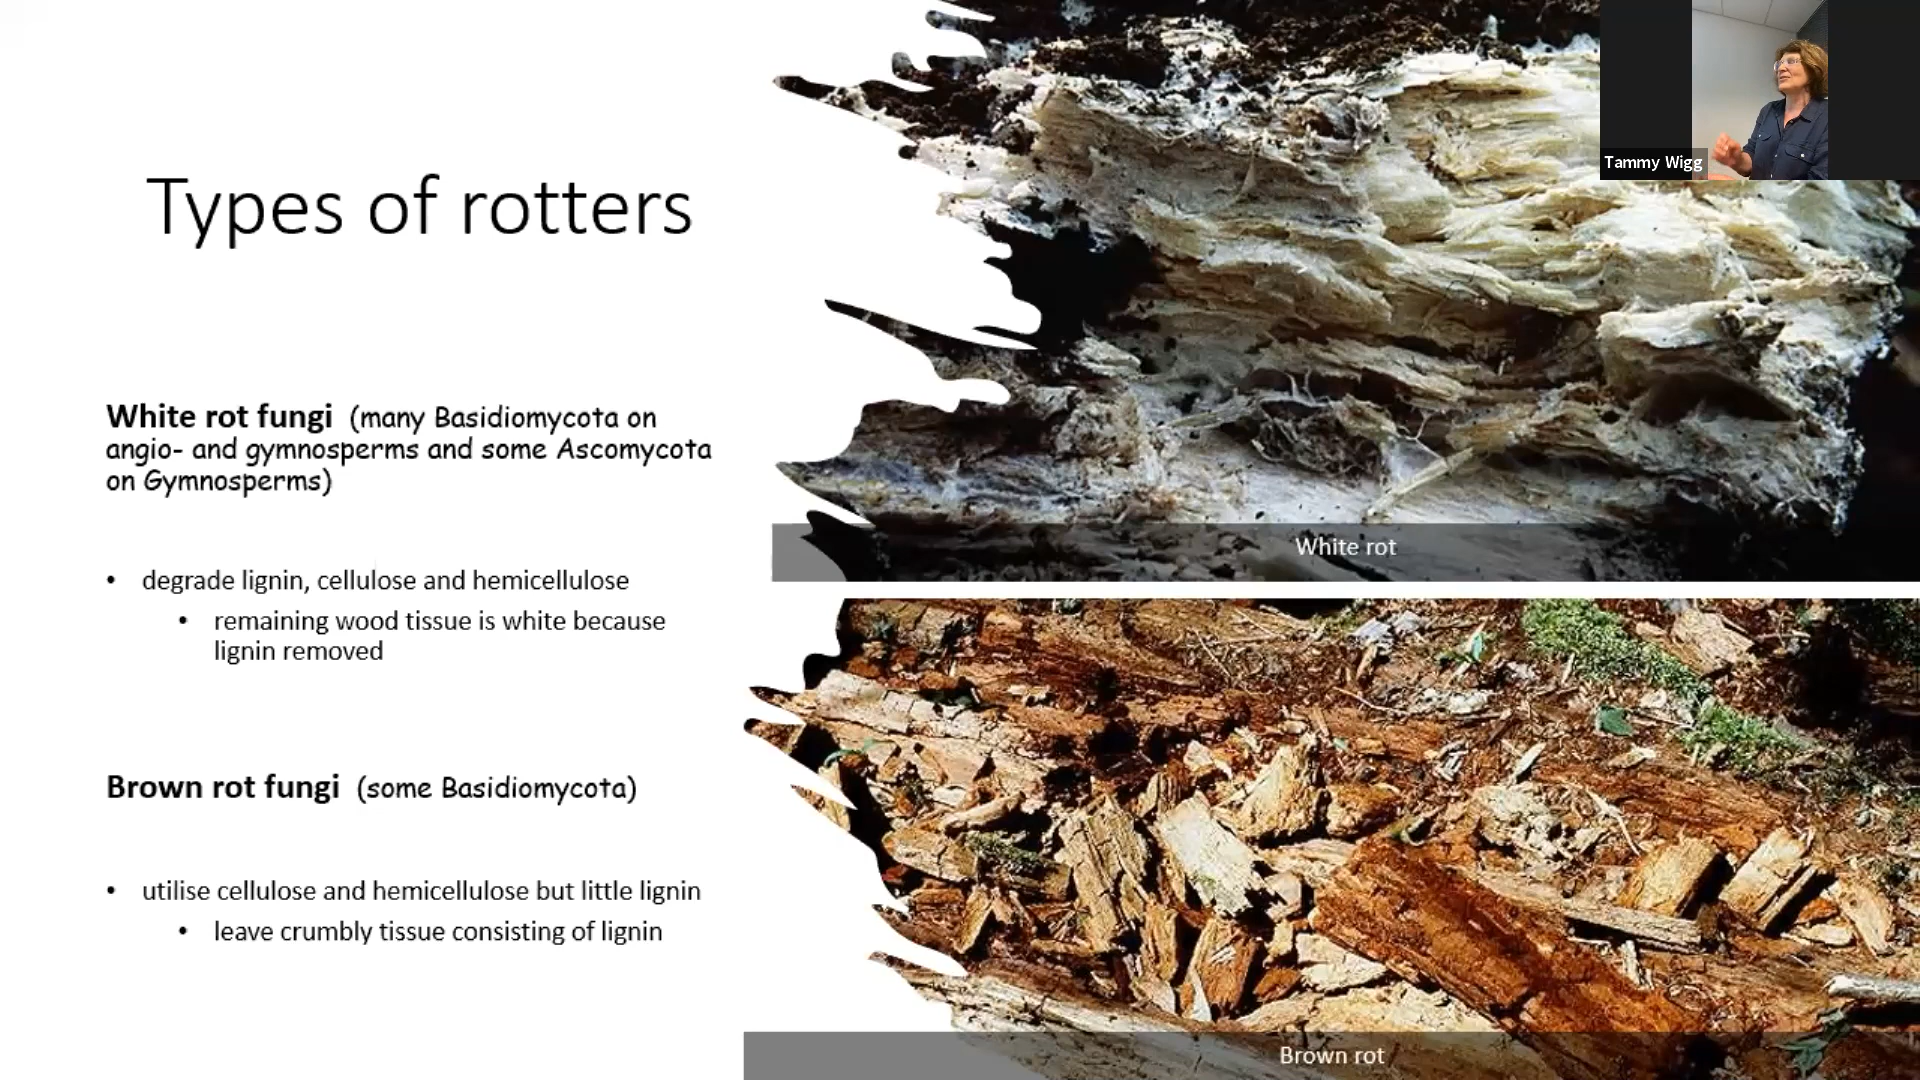 Types of rotters
White rot fungi (many Basidiomycota on
angio- and gymnosperms and some Ascomycota
on Gymnosperms)
• degrade lignin, cellulose and hemicellulose
• remaining wood tissue is white because
lignin removed
Brown rot fungi (some Basidiomycota)
• utilise cellulose and hemicellulose but little lignin
• leave crumbly tissue consisting of lignin
Tammy Wigg
White rot
Brown rot